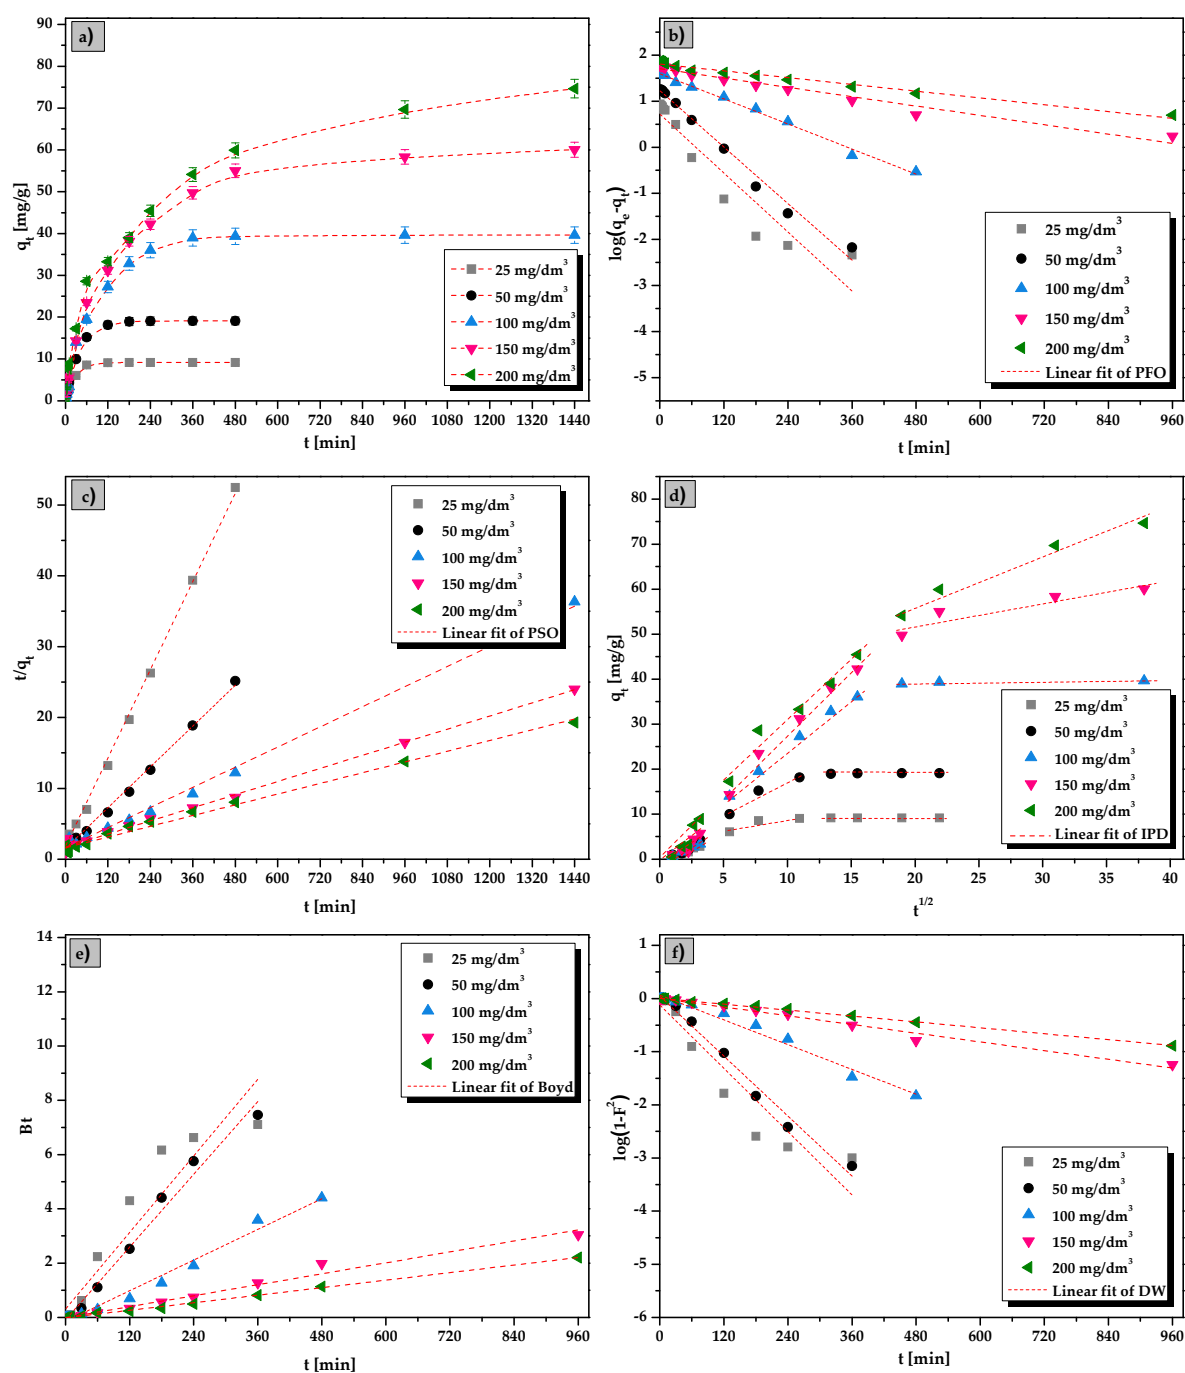 a)
90
80
70
60
50
40
30
20
10
0
qt [mg/g]
25 mg/dm³
50 mg/dm³
100 mg/dm³
150 mg/dm³
200 mg/dm³
0 120 240 360 480 600 720 840 960 1080 1200 1320 1440
t [min]
b)
2
1
0
-1
-2
-3
-4
-5
log(qe-qt)
25 mg/dm³
50 mg/dm³
100 mg/dm³
150 mg/dm³
200 mg/dm³
Linear fit of PFO
0 120 240 360 480 600 720 840 960
t [min]
c)
50
40
30
20
10
0
t/qt
25 mg/dm³
50 mg/dm³
100 mg/dm³
150 mg/dm³
200 mg/dm³
Linear fit of PSO
0 120 240 360 480 600 720 840 960 1080 1200 1320 1440
t [min]
d)
80
70
60
50
40
30
20
10
0
qt [mg/g]
25 mg/dm³
50 mg/dm³
100 mg/dm³
150 mg/dm³
200 mg/dm³
Linear fit of IPD
0 5 10 15 20 25 30 35 40
t1/2
e)
14
12
10
8
6
4
2
0
Bt
25 mg/dm³
50 mg/dm³
100 mg/dm³
150 mg/dm³
200 mg/dm³
Linear fit of Boyd
0 120 240 360 480 600 720 840 960
t [min]
f)
1
0
-1
-2
-3
-4
-5
-6
log(1-F²)
25 mg/dm³
50 mg/dm³
100 mg/dm³
150 mg/dm³
200 mg/dm³
Linear fit of DW
0 120 240 360 480 600 720 840 960
t [min]